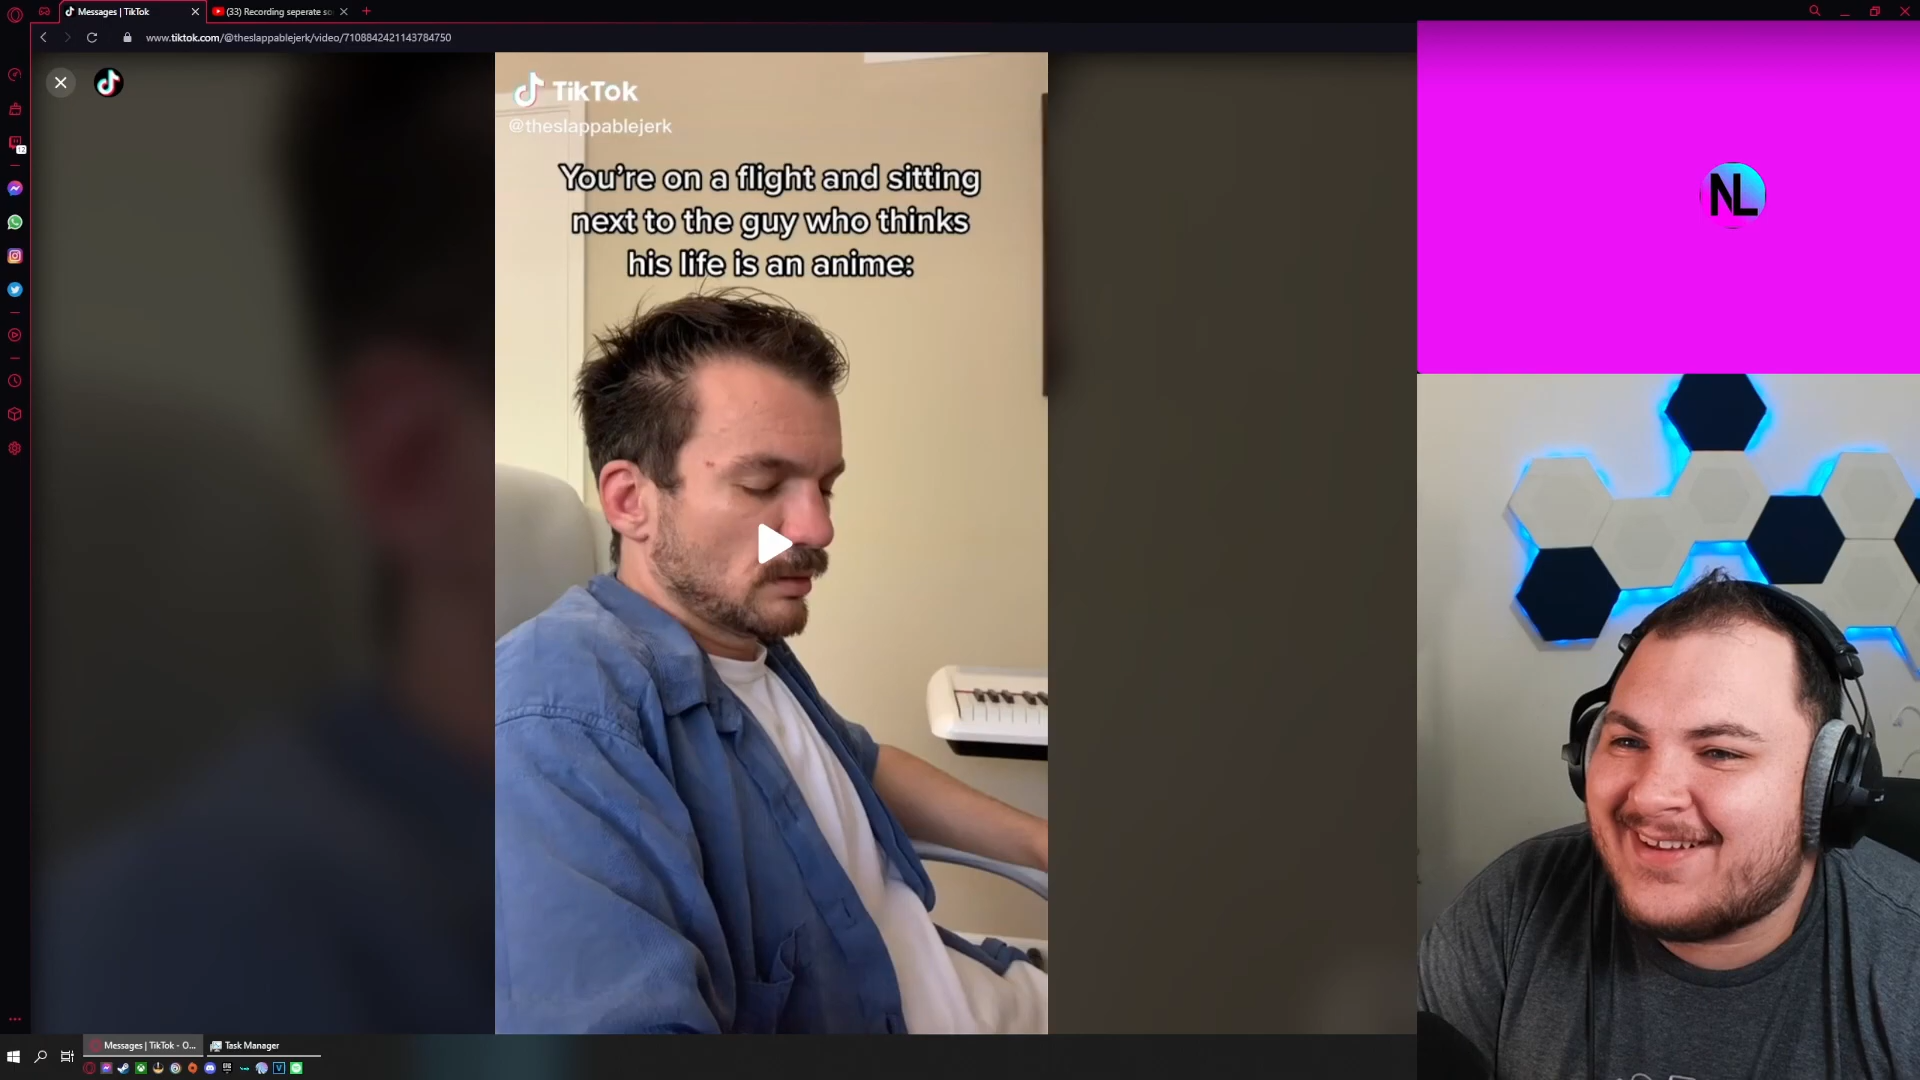 Messages | TikTok
(33) Recording seperate so
www.tiktok.com/@theslappablejerk/video/7108842421143784750
12
TikTok
@theslappablejerk
You're on a flight and sitting
next to the guy who thinks
his life is an anime:
NL
Messages | TikTok - O...
Task Manager